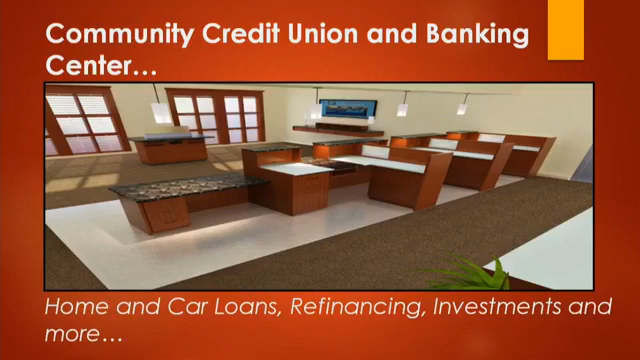 Community Credit Union and Banking
Center…
Home and Car Loans, Refinancing, Investments and
more…